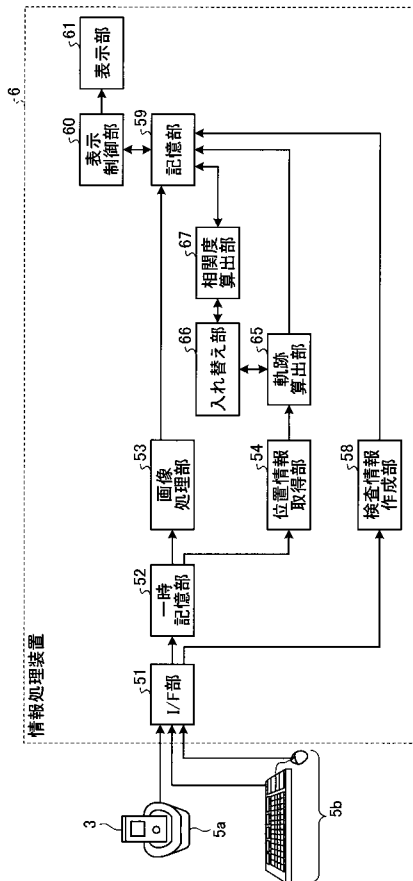 情報処理装置
6
3
5a
5b
51
I/F部
52
一時
記憶部
53
画像
処理部
54
位置情報
取得部
58
検査情報
作成部
66
入れ替え部
65
軌跡
算出部
67
相関度
算出部
60
表示
制御部
59
記憶部
61
表示部